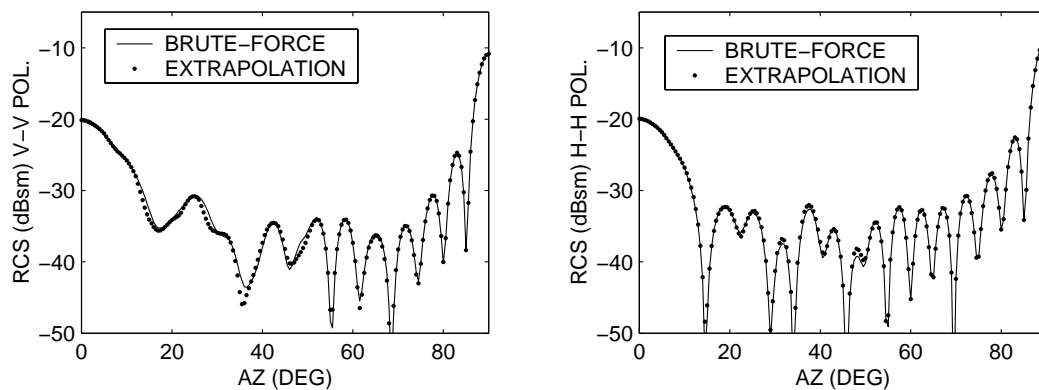 RCS (dBsm) V−V POL.
−10
−20
−30
−40
−50
BRUTE−FORCE
EXTRAPOLATION
0
20
40
60
80
AZ (DEG)
RCS (dBsm) H−H POL.
−10
−20
−30
−40
−50
BRUTE−FORCE
EXTRAPOLATION
0
20
40
60
80
AZ (DEG)